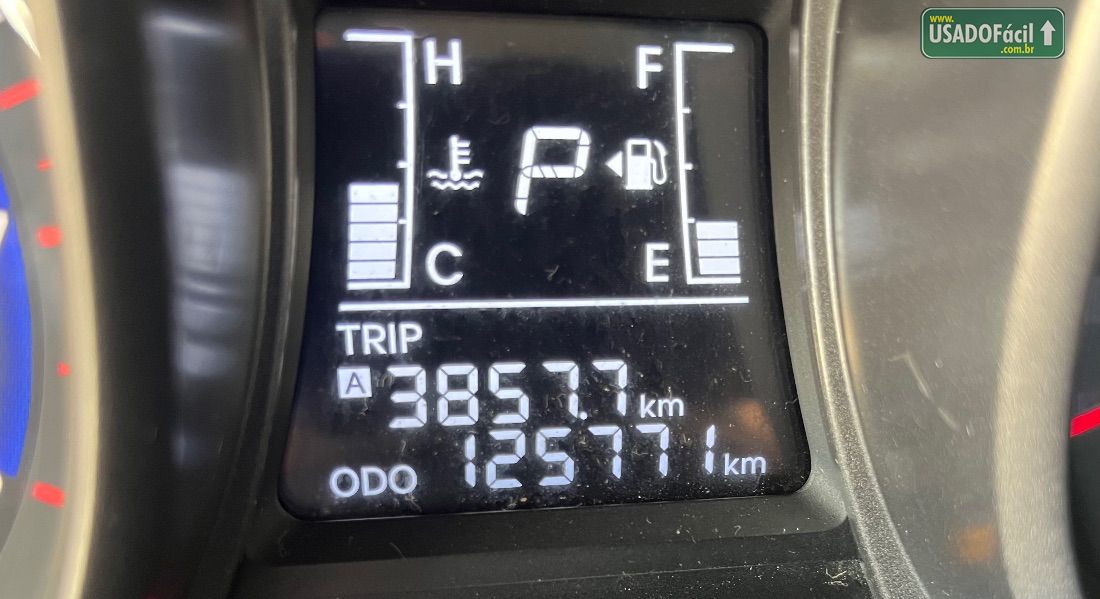 www.
USADOFácil
.com.br
H F
P
C E
TRIP
A 3857.7 km
ODO 125771 km